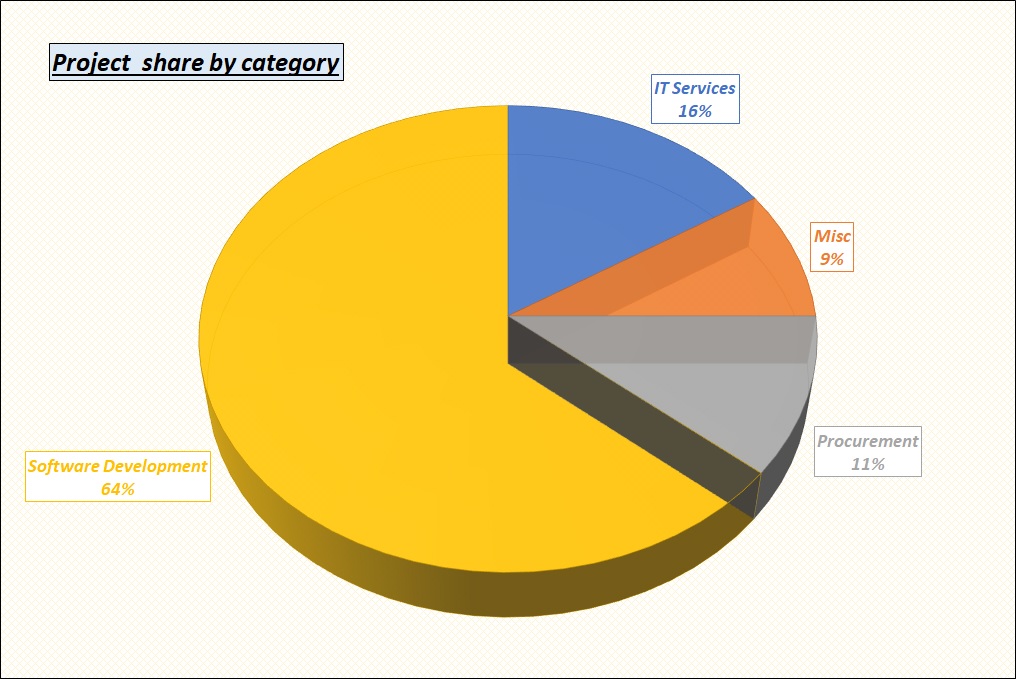 Project  share by category
IT Services
16%
Misc
9%
Procurement
11%
Software Development
64%